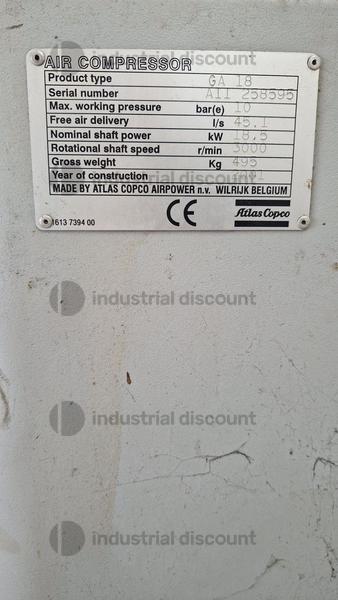 AIR COMPRESSOR
Product type GA 18
Serial number AII 258595
Max. working pressure bar(e) 10
Free air delivery l/s 45.1
Nominal shaft power kW 18,5
Rotational shaft speed r/min 3000
Gross weight Kg 495
Year of construction
MADE BY ATLAS COPCO AIRPOWER n.v. WILRIJK BELGIUM
1613 7394 00 CE Atlas Copco
industrial discount
industrial discount
industrial discount
industrial discount
industrial discount